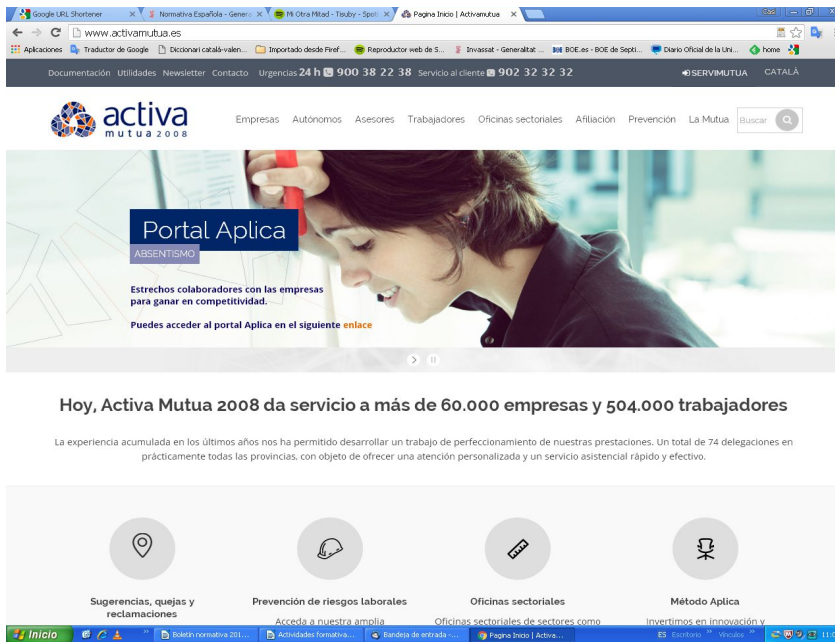 Google URL Shortener
Normativa Española - Genera
Mi Otra Mitad - Tisuby - Spot
Pagina Inicio | Activamutua
www.activamutua.es
Aplicaciones
Traductor de Google
Diccionari català-valen...
Importado desde Firef...
Reproductor web de S...
Invassat - Generalitat ...
BOE.es - BOE de Septi...
Diario Oficial de la Uni...
home
Documentación Utilidades Newsletter Contacto Urgencias 24 h 900 38 22 38 Servicio al cliente 902 32 32 32
SERVIMUTUA CATALÀ
activa
mutua 2008
Empresas Autónomos Asesores Trabajadores Oficinas sectoriales Afiliación Prevención La Mutua
Buscar
Portal Aplica
ABSENTISMO
Estrechos colaboradores con las empresas
para ganar en competitividad.
Puedes acceder al portal Aplica en el siguiente enlace
Hoy, Activa Mutua 2008 da servicio a más de 60.000 empresas y 504.000 trabajadores
La experiencia acumulada en los últimos años nos ha permitido desarrollar un trabajo de perfeccionamiento de nuestras prestaciones. Un total de 74 delegaciones en
prácticamente todas las provincias, con objeto de ofrecer una atención personalizada y un servicio asistencial rápido y efectivo.
Sugerencias, quejas y
reclamaciones
Prevención de riesgos laborales
Acceda a nuestra amplia
Oficinas sectoriales
Oficinas sectoriales de sectores como
Método Aplica
Invertimos en innovación y
Inicio
Boletín normativa 201...
Actividades formativa...
Bandeja de entrada -...
Pagina Inicio | Activa...
ES Escritorio » Vínculos »